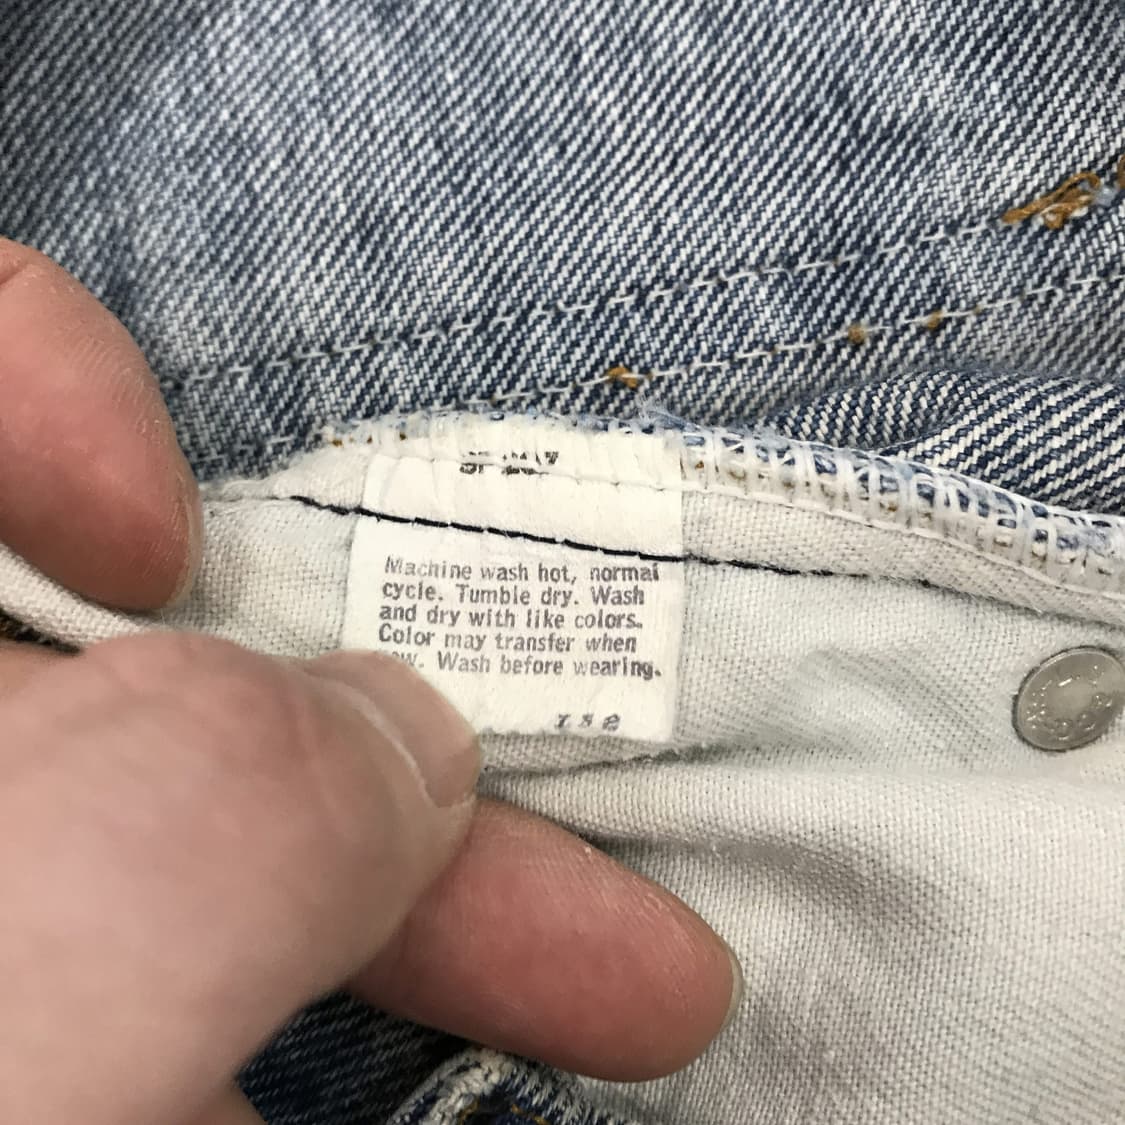 Machine wash hot, normal
cycle. Tumble dry. Wash
and dry with like colors.
Color may transfer when
Wash before wearing.